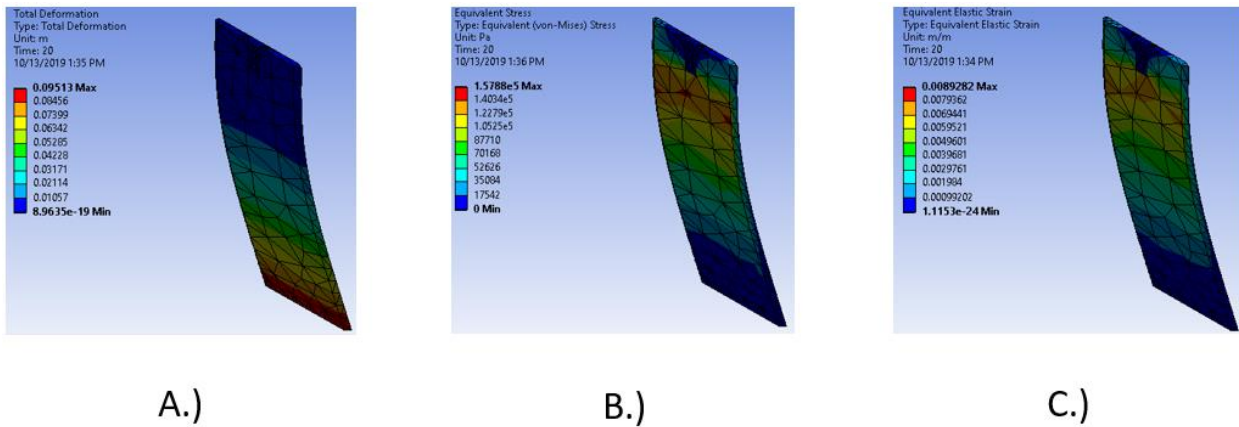 Total Deformation
Type: Total Deformation
Unit: m
Time: 20
10/13/2019 1:35 PM
0.09513 Max
0.08456
0.07399
0.06342
0.05285
0.04228
0.03171
0.02114
0.01057
8.9635e-19 Min
A.)
Equivalent Stress
Type: Equivalent (von-Mises) Stress
Unit: Pa
Time: 20
10/13/2019 1:36 PM
1.5788e5 Max
1.4034e5
1.2279e5
1.0525e5
87710
70168
52626
35084
17542
0 Min
B.)
Equivalent Elastic Strain
Type: Equivalent Elastic Strain
Unit: m/m
Time: 20
10/13/2019 1:34 PM
0.0089282 Max
0.0079362
0.0069441
0.0059521
0.0049601
0.0039681
0.0029761
0.001984
0.00099202
1.1153e-24 Min
C.)